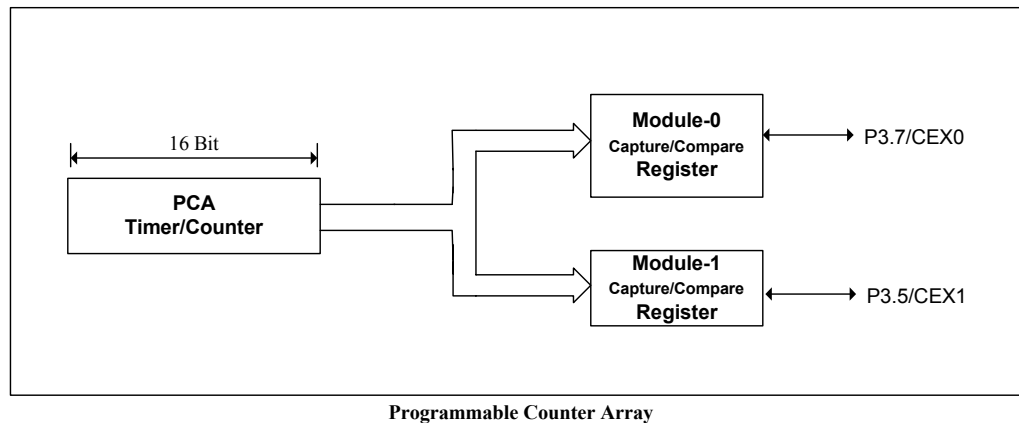 16 Bit
PCA
Timer/Counter
Module-0
Capture/Compare
Register
P3.7/CEX0
Module-1
Capture/Compare
Register
P3.5/CEX1
Programmable Counter Array